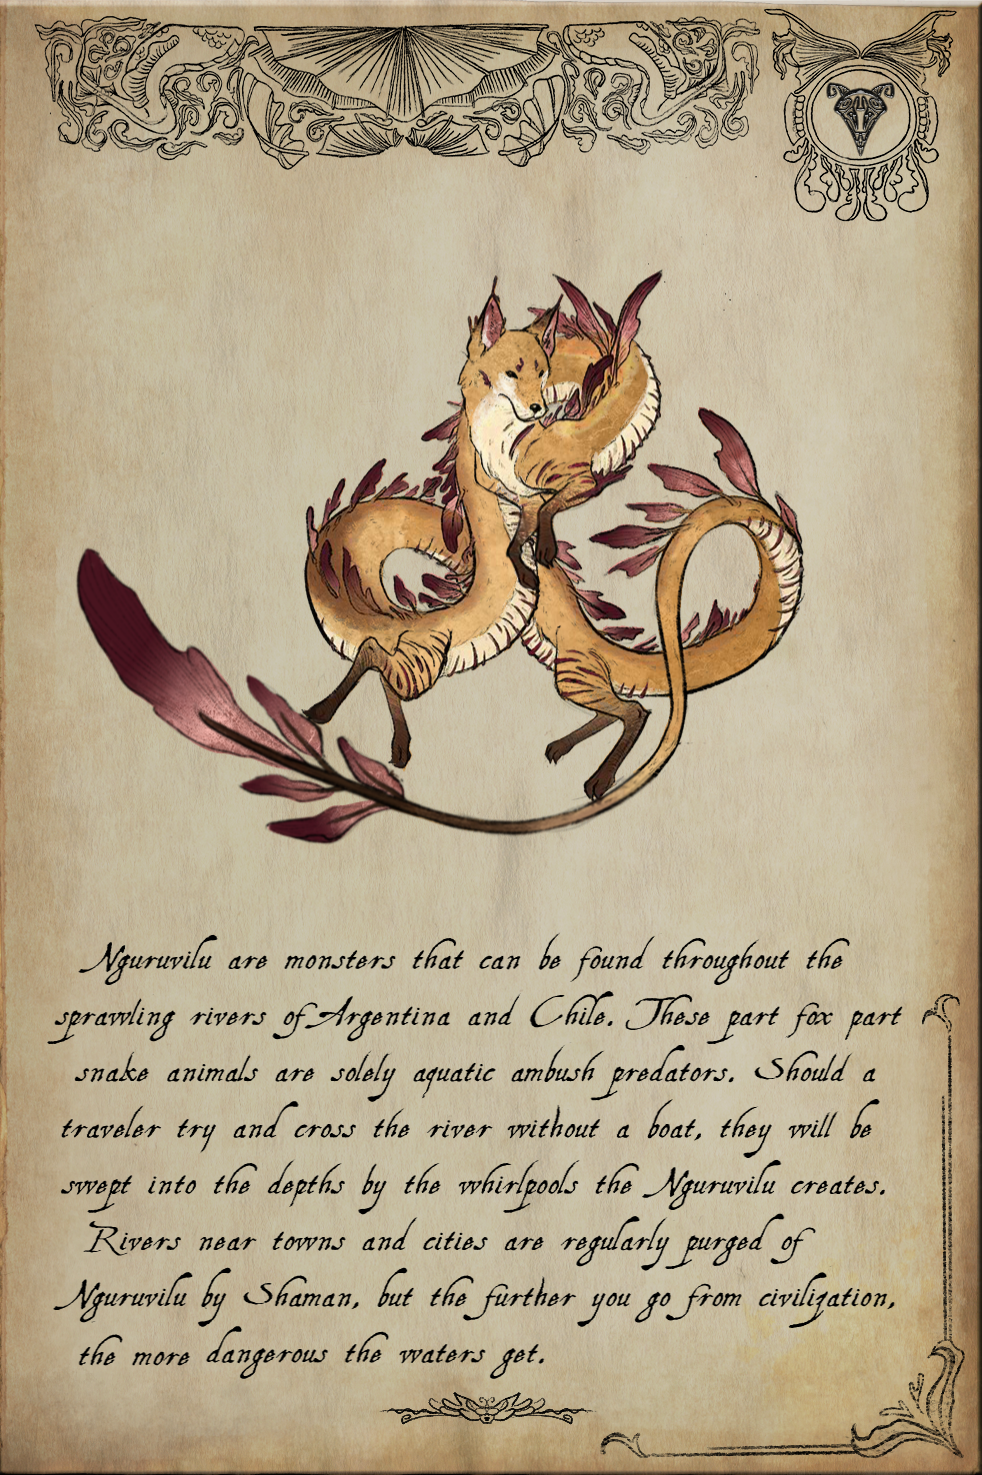 Nguruvilu are monsters that can be found throughout the
sprawling rivers of Argentina and Chile. These part fox part
snake animals are solely aquatic ambush predators. Should a
traveler try and cross the river without a boat, they will be
swept into the depths by the whirlpools the Nguruvilu creates.
Rivers near towns and cities are regularly purged of
Nguruvilu by Shaman, but the further you go from civilization,
the more dangerous the waters get.